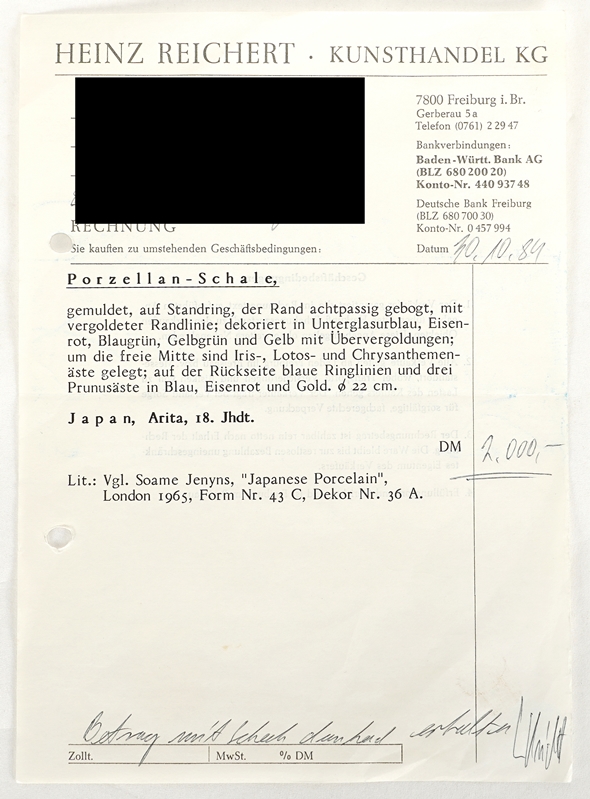 HEINZ REICHERT · KUNSTHANDEL KG
7800 Freiburg i. Br.
Gerberau 5 a
Telefon (0761) 2 29 47
Bankverbindungen:
Baden-Württ. Bank AG
(BLZ 680 200 20)
Konto-Nr. 440 937 48
Deutsche Bank Freiburg
(BLZ 680 700 30)
Konto-Nr. 0 457 994
RECHNUNG
Sie kauften zu umstehenden Geschäftsbedingungen:
Datum 30.10.84
Porzellan-Schale,
gemuldet, auf Standring, der Rand achtpassig gebogt, mit
vergoldeter Randlinie; dekoriert in Unterglasurblau, Eisen-
rot, Blaugrün, Gelbgrün und Gelb mit Übervergoldungen;
um die freie Mitte sind Iris-, Lotos- und Chrysanthemen-
äste gelegt; auf der Rückseite blaue Ringlinien und drei
Prunusäste in Blau, Eisenrot und Gold. ∅ 22 cm.
Japan, Arita, 18. Jhdt.
DM 2.000,-
Lit.: Vgl. Soame Jenyns, "Japanese Porcelain",
London 1965, Form Nr. 43 C, Dekor Nr. 36 A.
Betrag mit Scheck dankend erhalten
Zollt. MwSt. % DM